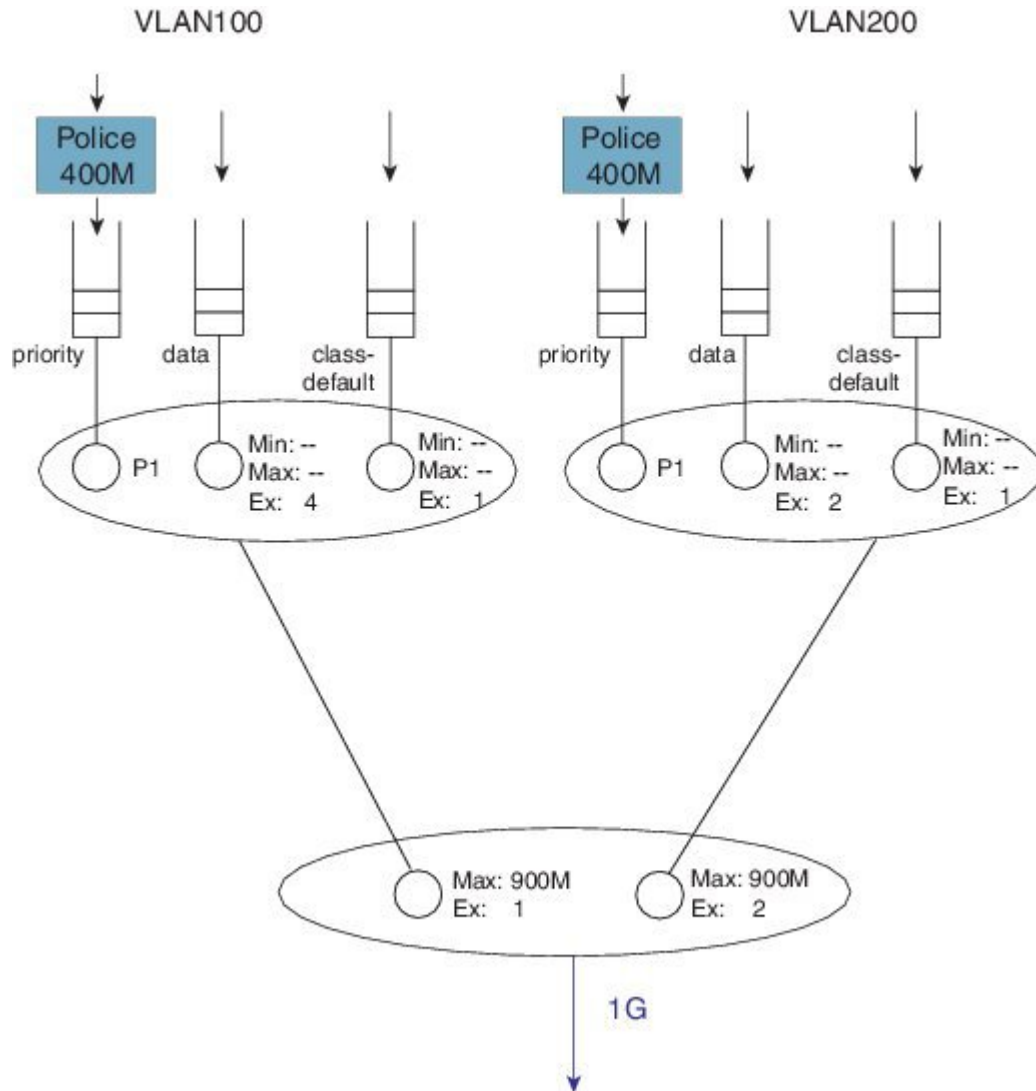 VLAN100
VLAN200
Police
400M
Police
400M
priority
data
class-
default
priority
data
class-
default
P1
Min: --
Max: --
Ex: 4
Min: --
Max: --
Ex: 1
P1
Min: --
Max: --
Ex: 2
Min: --
Max: --
Ex: 1
Max: 900M
Ex: 1
Max: 900M
Ex: 2
1G